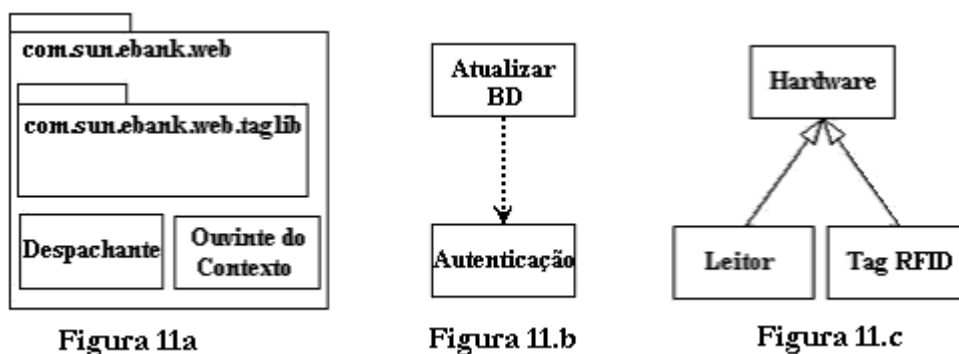 com.sun.ebank.web
com.sun.ebank.web.taglib
Despachante
Ouvinte do
Contexto
Figura 11a
Atualizar
BD
Autenticação
Figura 11.b
Hardware
Leitor
Tag RFID
Figura 11.c